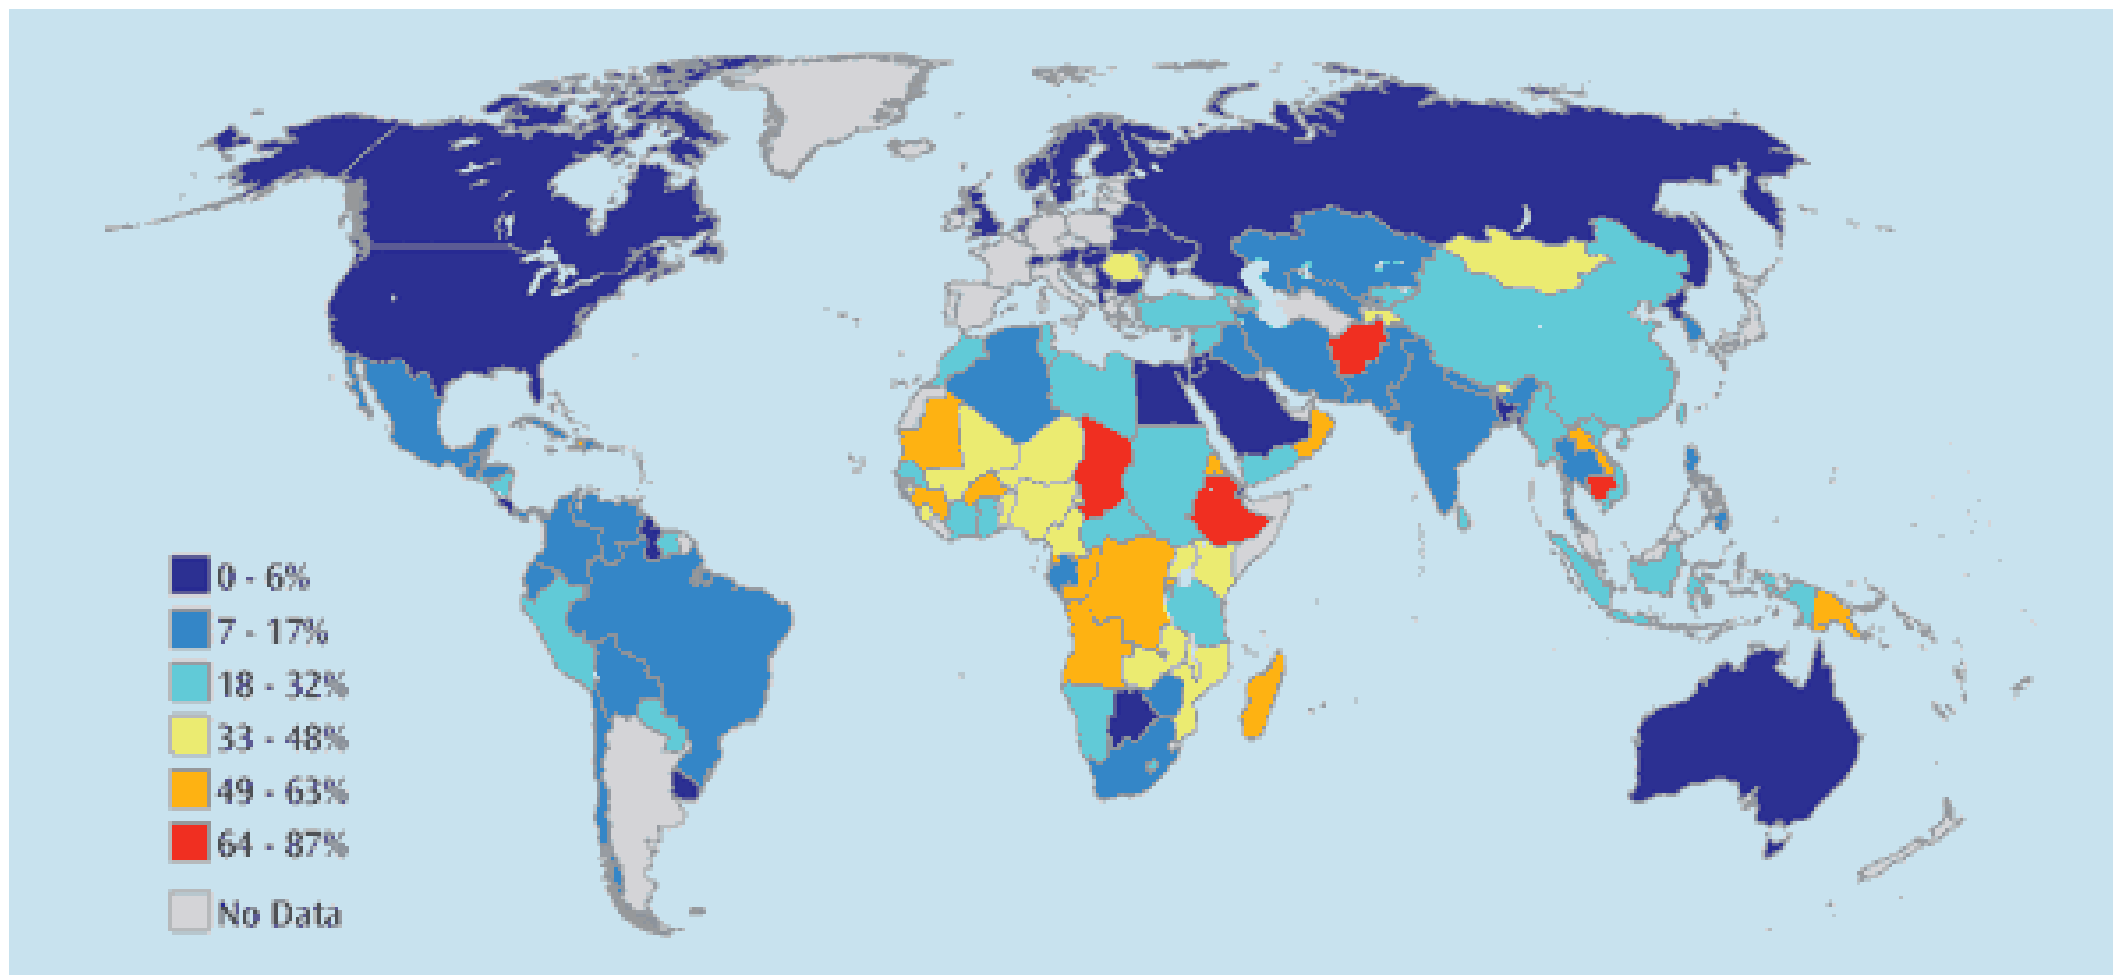 0 - 6%
7 - 17%
18 - 32%
33 - 48%
49 - 63%
64 - 87%
No Data